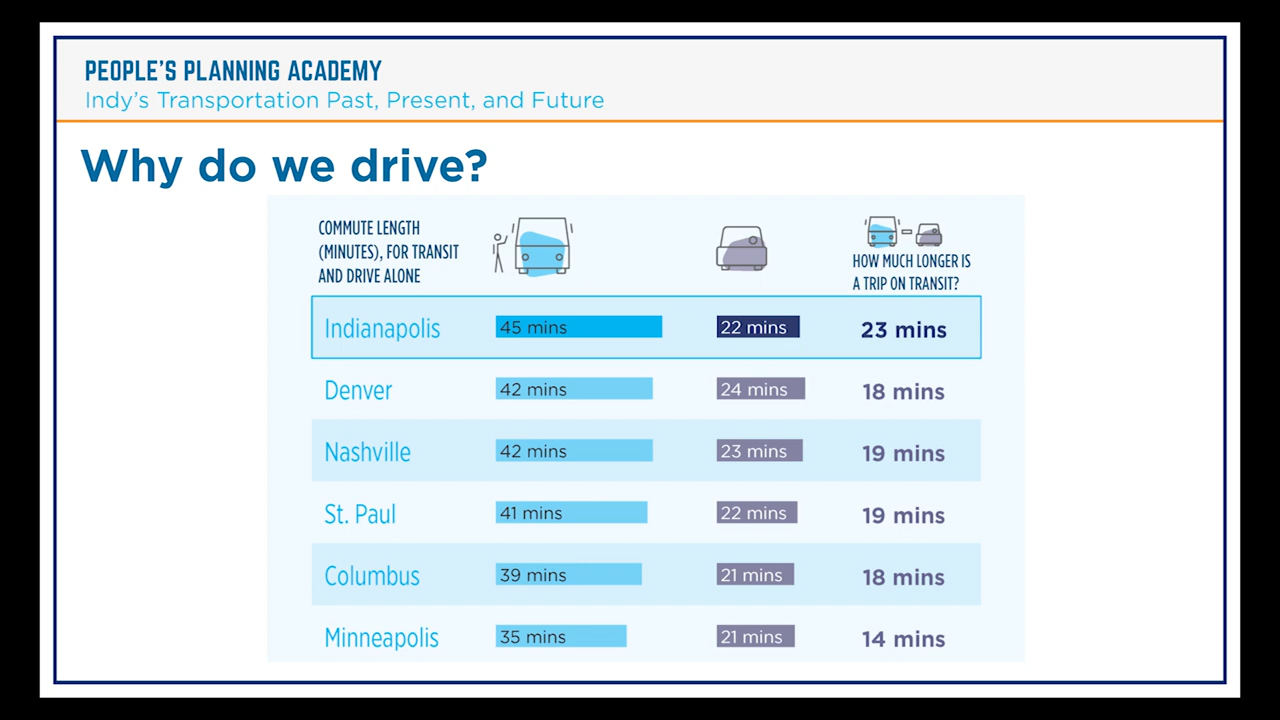 PEOPLE'S PLANNING ACADEMY
Indy's Transportation Past, Present, and Future
Why do we drive?
COMMUTE LENGTH
(MINUTES), FOR TRANSIT
AND DRIVE ALONE
HOW MUCH LONGER IS
A TRIP ON TRANSIT?
Indianapolis 45 mins 22 mins 23 mins
Denver 42 mins 24 mins 18 mins
Nashville 42 mins 23 mins 19 mins
St. Paul 41 mins 22 mins 19 mins
Columbus 39 mins 21 mins 18 mins
Minneapolis 35 mins 21 mins 14 mins